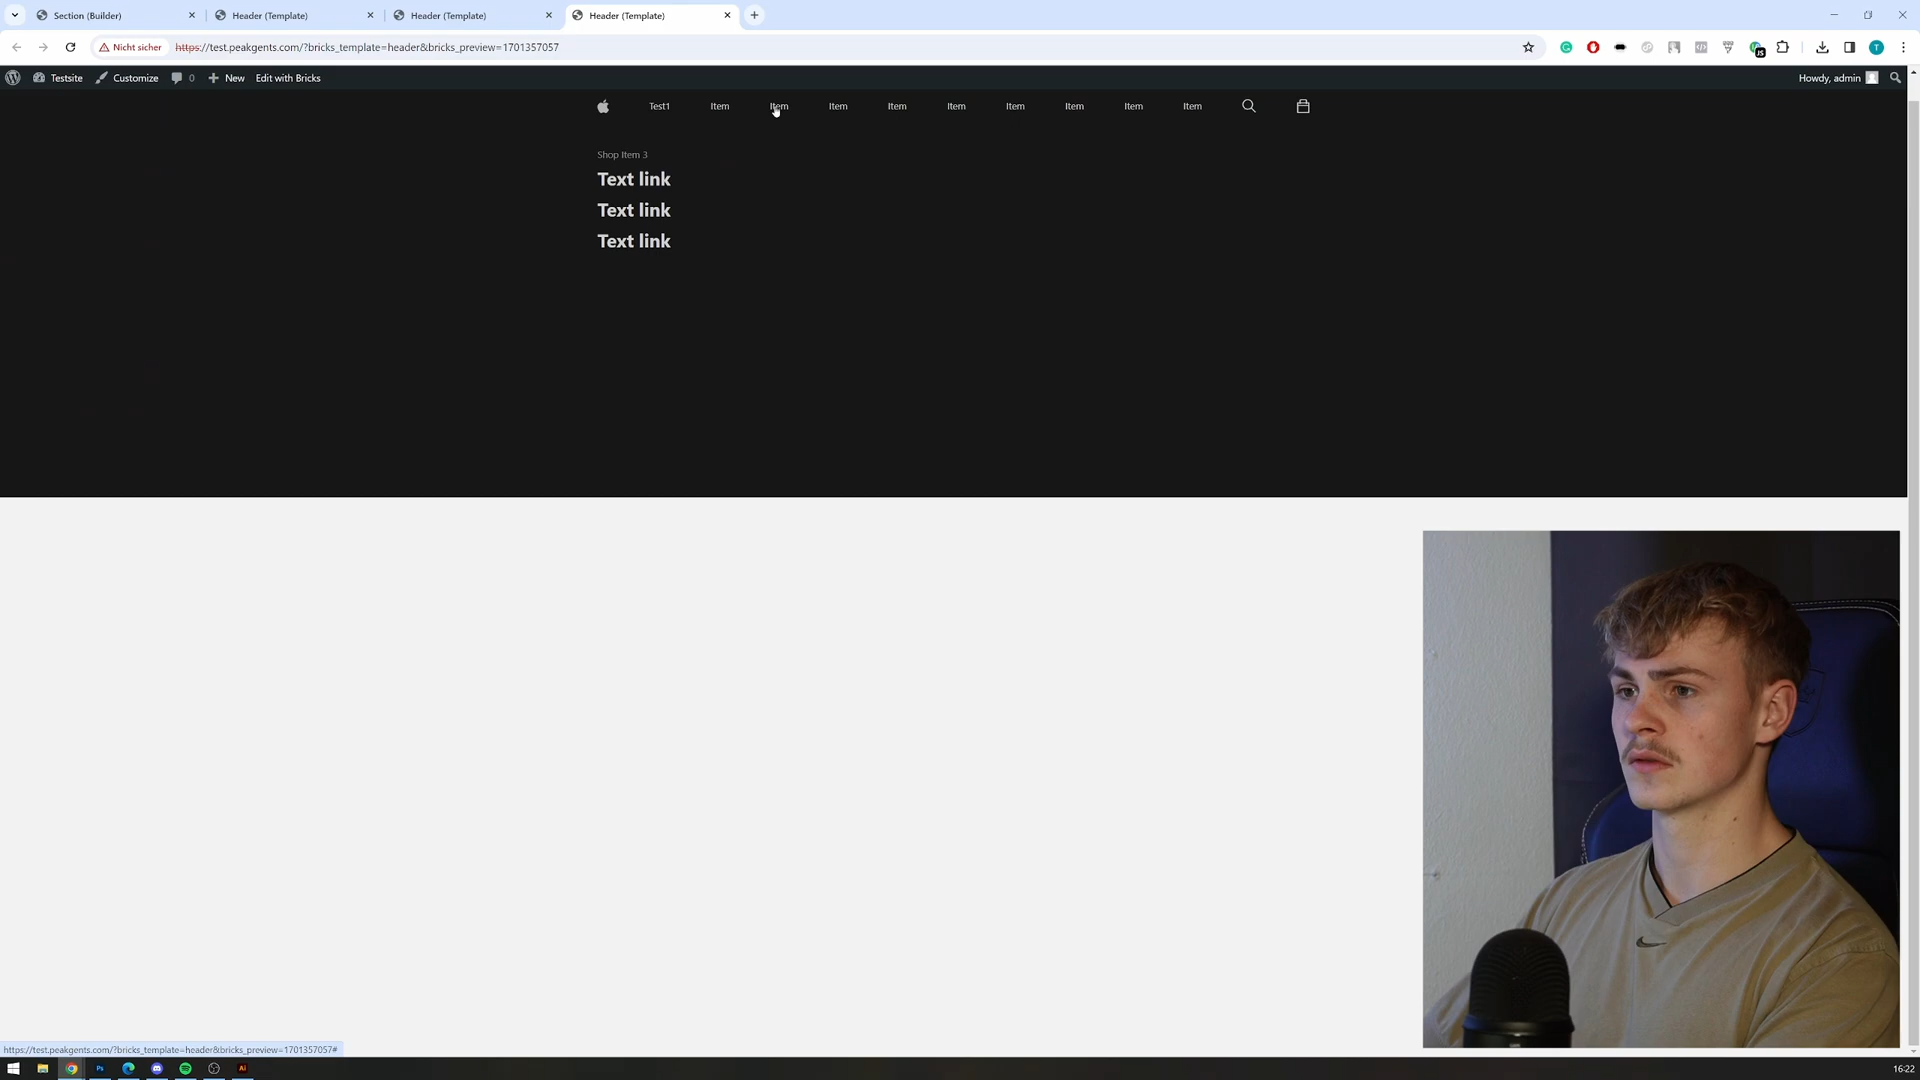 Section (Builder)
Header (Template)
Header (Template)
Header (Template)
Nicht sicher
https://test.peakgents.com/?bricks_template=header&bricks_preview=1701357057
Testsite
Customize
0
New
Edit with Bricks
Howdy, admin
Test1
Item
Item
Item
Item
Item
Item
Item
Item
Item
Shop Item 3
Text link
Text link
Text link
https://test.peakgents.com/?bricks_template=header&bricks_preview=1701357057#
Ps
Ai
16:22